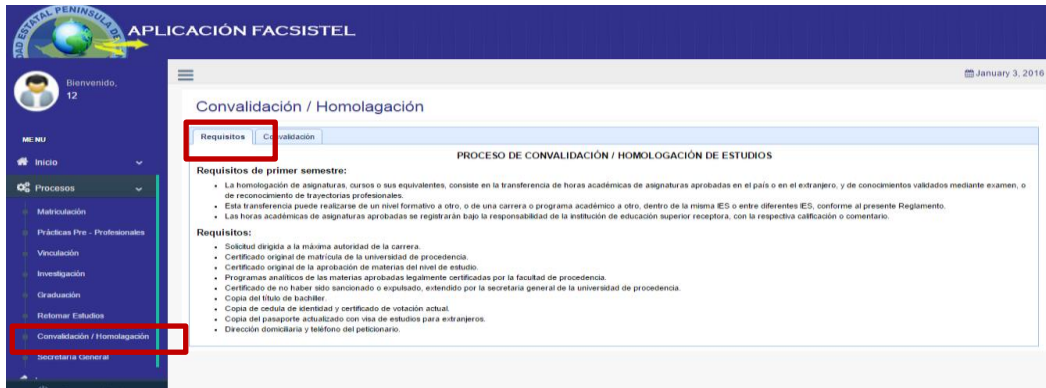 APLICACIÓN FACSISTEL
Bienvenido,
12
January 3, 2016
MENU
Inicio
Procesos
Matriculación
Prácticas Pre - Profesionales
Vinculación
Investigación
Graduación
Retomar Estudios
Convalidación / Homolagación
Secretaría General
Convalidación / Homolagación
Requisitos
Convalidación
PROCESO DE CONVALIDACIÓN / HOMOLOGACIÓN DE ESTUDIOS
Requisitos de primer semestre:
La homologación de asignaturas, cursos o sus equivalentes, consiste en la transferencia de horas académicas de asignaturas aprobadas en el país o en el extranjero, y de conocimientos validados mediante examen, o
de reconocimiento de trayectorias profesionales.
Esta transferencia puede realizarse de un nivel formativo a otro, o de una carrera o programa académico a otro, dentro de la misma IES o entre diferentes IES, conforme al presente Reglamento.
Las horas académicas de asignaturas aprobadas se registrarán bajo la responsabilidad de la institución de educación superior receptora, con la respectiva calificación o comentario.
Requisitos:
Solicitud dirigida a la máxima autoridad de la carrera.
Certificado original de matrícula de la universidad de procedencia.
Certificado original de la aprobación de materias del nivel de estudio.
Programas analíticos de las materias aprobadas legalmente certificadas por la facultad de procedencia.
Certificado de no haber sido sancionado o expulsado, extendido por la secretaria general de la universidad de procedencia.
Copia del título de bachiller.
Copia de cedula de identidad y certificado de votación actual.
Copia del pasaporte actualizado con visa de estudios para extranjeros.
Dirección domiciliaria y teléfono del peticionario.